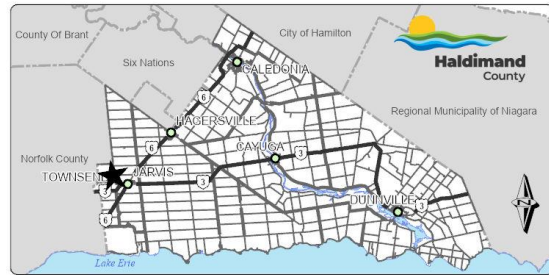 County Of Brant
City of Hamilton
Six Nations
Haldimand
County
CALEDONIA
6
Regional Municipality of Niagara
HAGERSVILLE
6
Norfolk County
CAYUGA
3
TOWNSEND
JARVIS
3
3
DUNNVILLE
3
6
Lake Erie
N